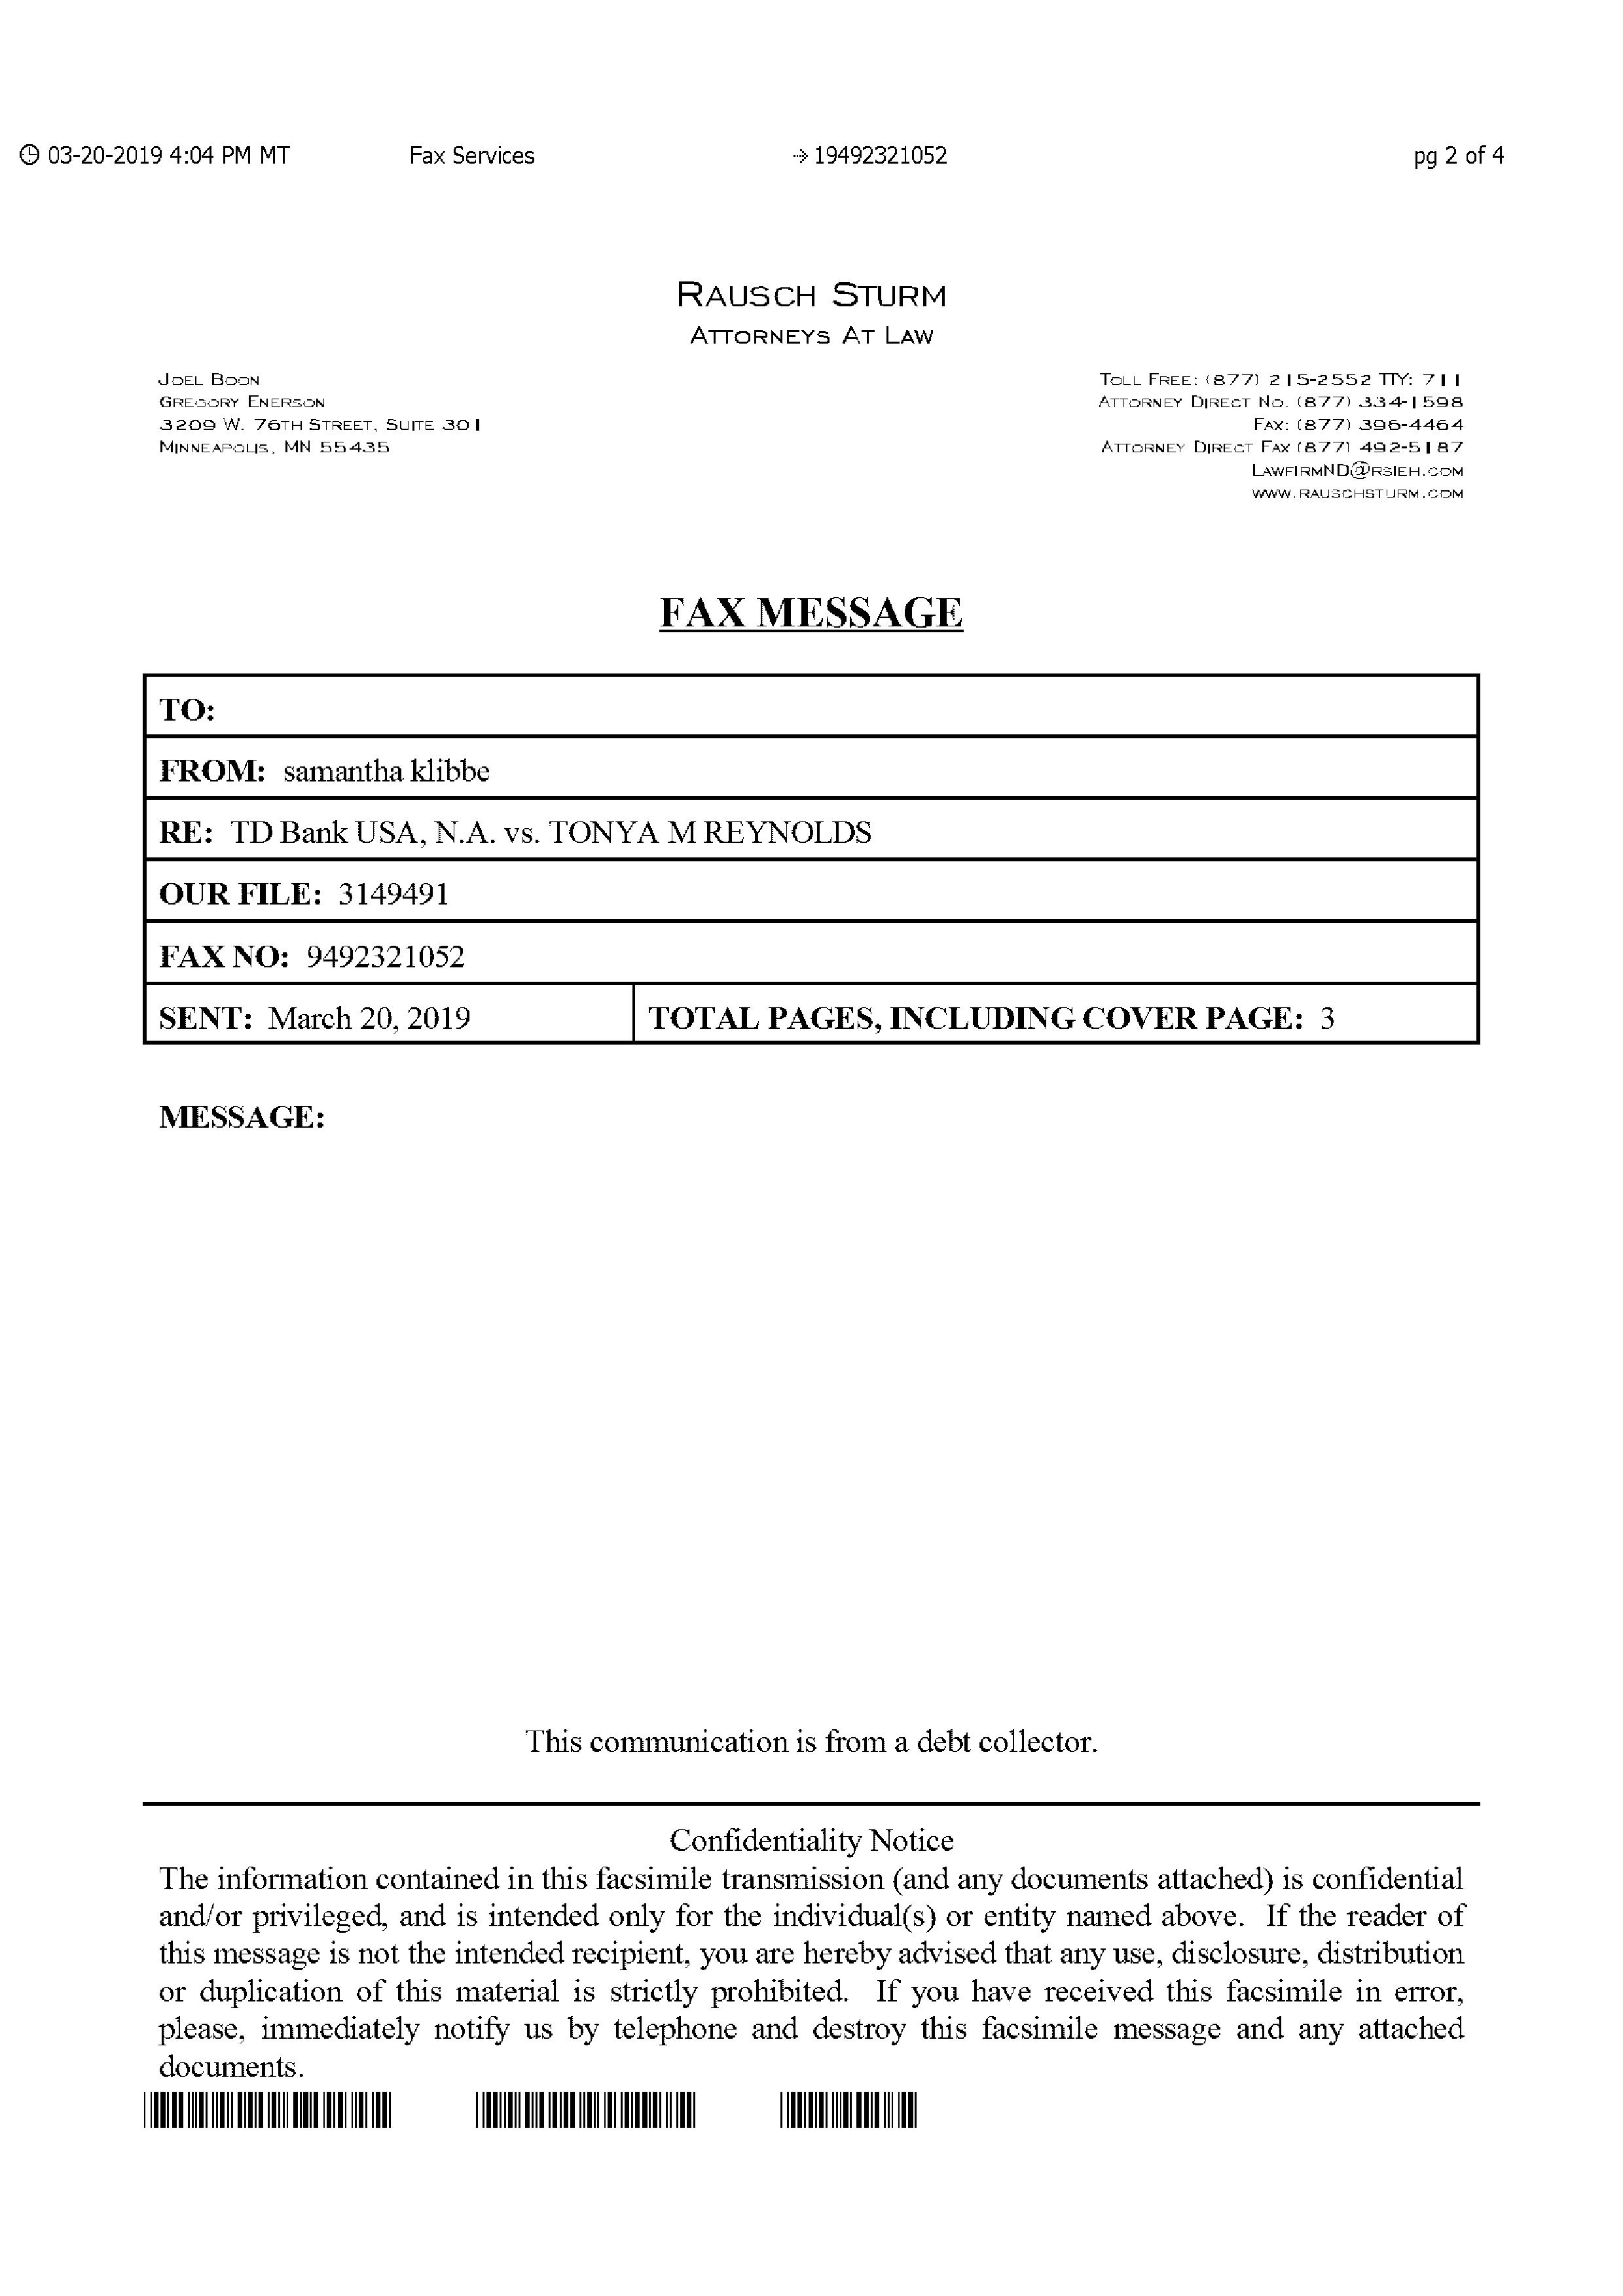 03-20-2019 4:04 PM MT Fax Services → 19492321052 pg 2 of 4
RAUSCH STURM
ATTORNEYS AT LAW
JOEL BOON
GREGORY ENERSON
3209 W. 76TH STREET, SUITE 301
MINNEAPOLIS, MN 55435
TOLL FREE: (877) 215-2552 TTY: 711
ATTORNEY DIRECT NO. (877) 334-1598
FAX: (877) 396-4464
ATTORNEY DIRECT FAX (877) 492-5187
LAWFIRMND@RSIEH.COM
WWW.RAUSCHSTURM.COM
FAX MESSAGE
TO:
FROM: samantha klibbe
RE: TD Bank USA, N.A. vs. TONYA M REYNOLDS
OUR FILE: 3149491
FAX NO: 9492321052
SENT: March 20, 2019 TOTAL PAGES, INCLUDING COVER PAGE: 3
MESSAGE:
This communication is from a debt collector.
Confidentiality Notice
The information contained in this facsimile transmission (and any documents attached) is confidential
and/or privileged, and is intended only for the individual(s) or entity named above. If the reader of
this message is not the intended recipient, you are hereby advised that any use, disclosure, distribution
or duplication of this material is strictly prohibited. If you have received this facsimile in error,
please, immediately notify us by telephone and destroy this facsimile message and any attached
documents.